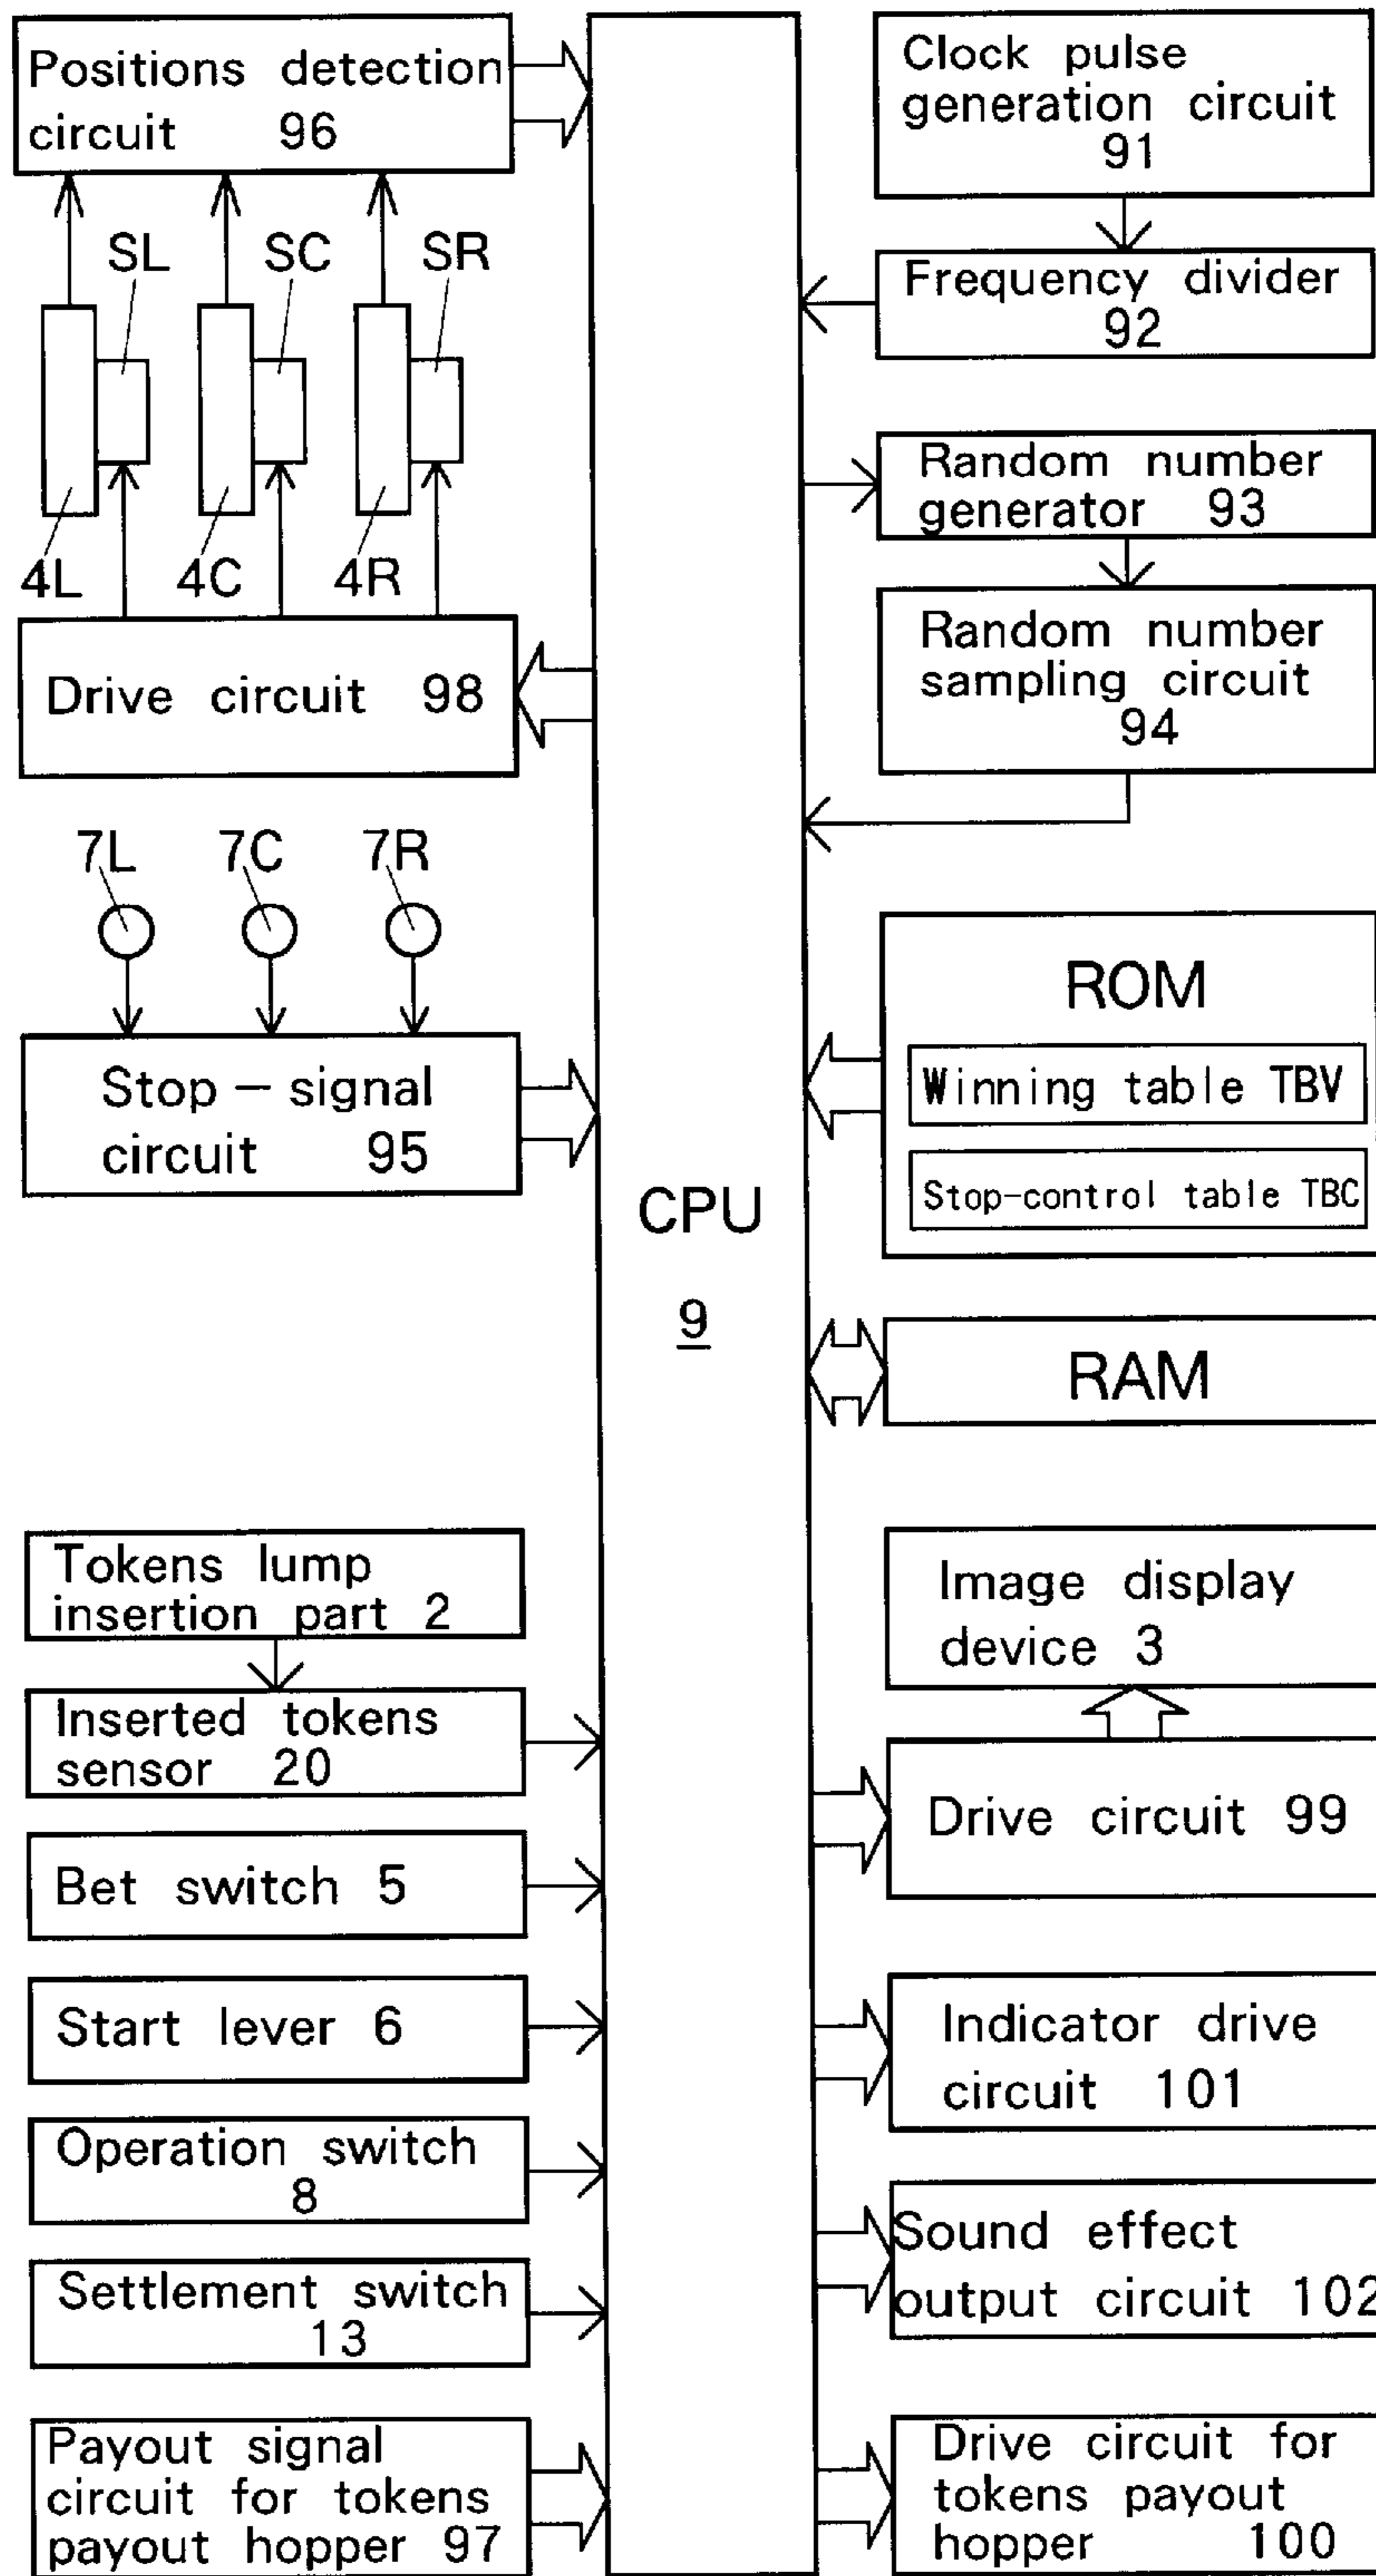 Positions detection
circuit 96
SL
SC
SR
4L
4C
4R
Drive circuit 98
7L
7C
7R
Stop－signal
circuit 95
Tokens lump
insertion part 2
Inserted tokens
sensor 20
Bet switch 5
Start lever 6
Operation switch
8
Settlement switch
13
Payout signal
circuit for tokens
payout hopper 97
CPU
9
Clock pulse
generation circuit
91
Frequency divider
92
Random number
generator 93
Random number
sampling circuit
94
ROM
Winning table TBV
Stop-control table TBC
RAM
Image display
device 3
Drive circuit 99
Indicator drive
circuit 101
Sound effect
output circuit 102
Drive circuit for
tokens payout
hopper 100